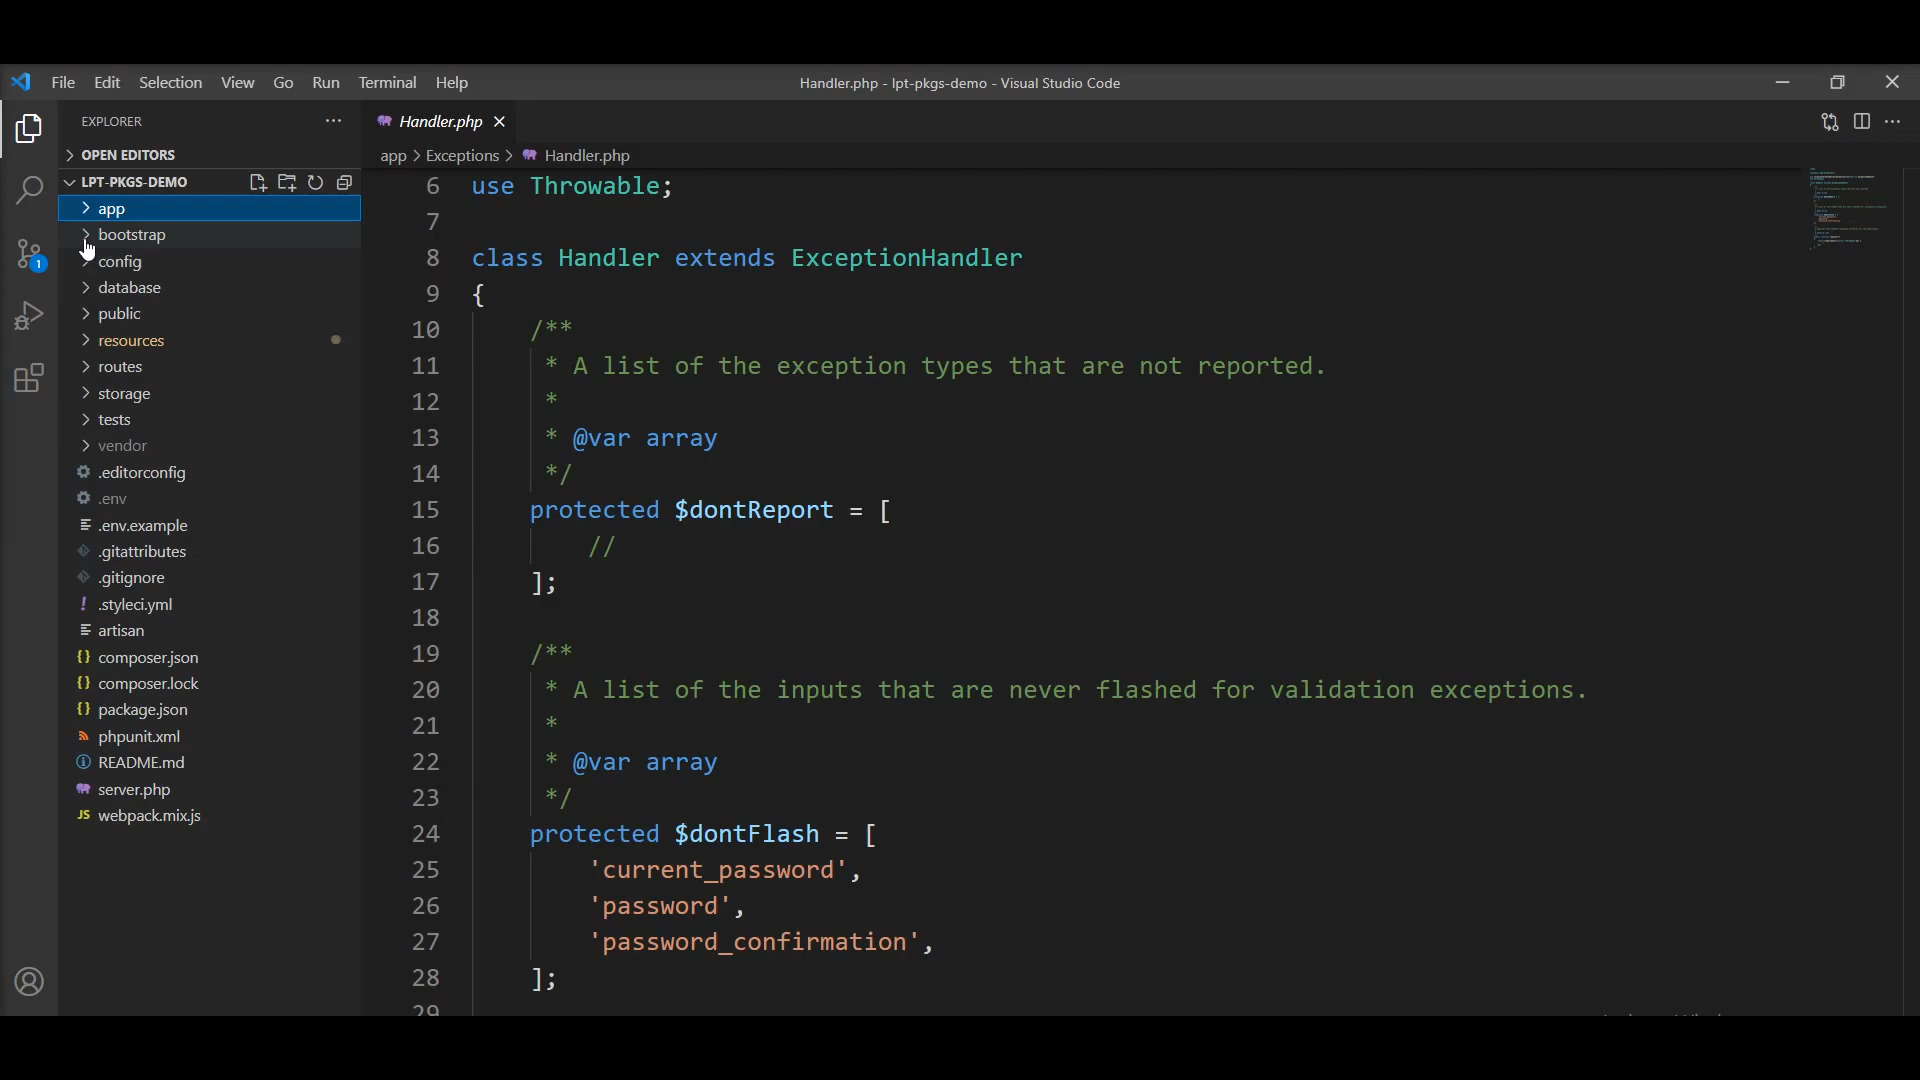 File Edit Selection View Go Run Terminal Help
Handler.php - lpt-pkgs-demo - Visual Studio Code
EXPLORER
OPEN EDITORS
LPT-PKGS-DEMO
app
bootstrap
config
database
public
resources
routes
storage
tests
vendor
.editorconfig
.env
.env.example
.gitattributes
.gitignore
.styleci.yml
artisan
composer.json
composer.lock
package.json
phpunit.xml
README.md
server.php
JS webpack.mix.js
1
Handler.php
app > Exceptions > Handler.php
6 use Throwable;
7
8 class Handler extends ExceptionHandler
9 {
10 /**
11 * A list of the exception types that are not reported.
12 *
13 * @var array
14 */
15 protected $dontReport = [
16 //
17 ];
18
19 /**
20 * A list of the inputs that are never flashed for validation exceptions.
21 *
22 * @var array
23 */
24 protected $dontFlash = [
25 'current_password',
26 'password',
27 'password_confirmation',
28 ];
29